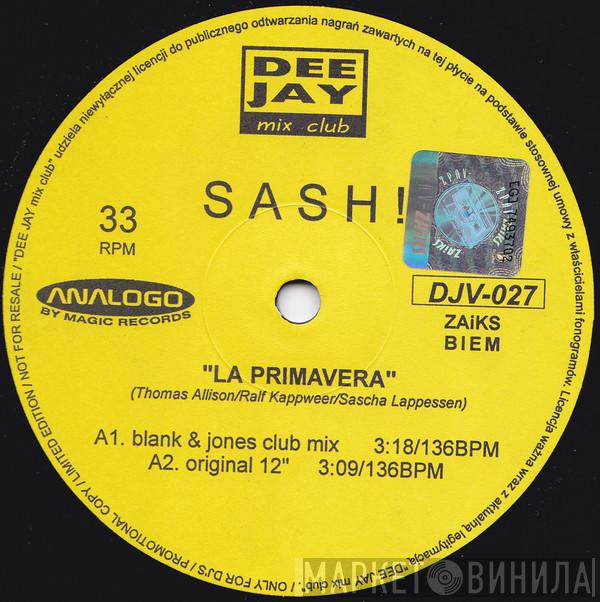 "DEE JAY mix club" udziela niewyłącznej licencji do publicznego odtwarzania nagrań zawartych na tej płycie na podstawie stosownej umowy z właścicielami fonogramów. Licencja ważna wraz z aktualną legitymacją "DEE JAY mix club". / ONLY FOR DJ'S / PROMOTIONAL COPY / LIMITED EDITION / NOT FOR RESALE /
DEE
JAY
mix club
SASH!
33
RPM
ZAiKS
ANALOGO
BY MAGIC RECORDS
DJV-027
ZAiKS
BIEM
"LA PRIMAVERA"
(Thomas Allison/Ralf Kappweer/Sascha Lappessen)
A1. blank & jones club mix 3:18/136BPM
A2. original 12" 3:09/136BPM
МАРКЕТ ВИНИЛА